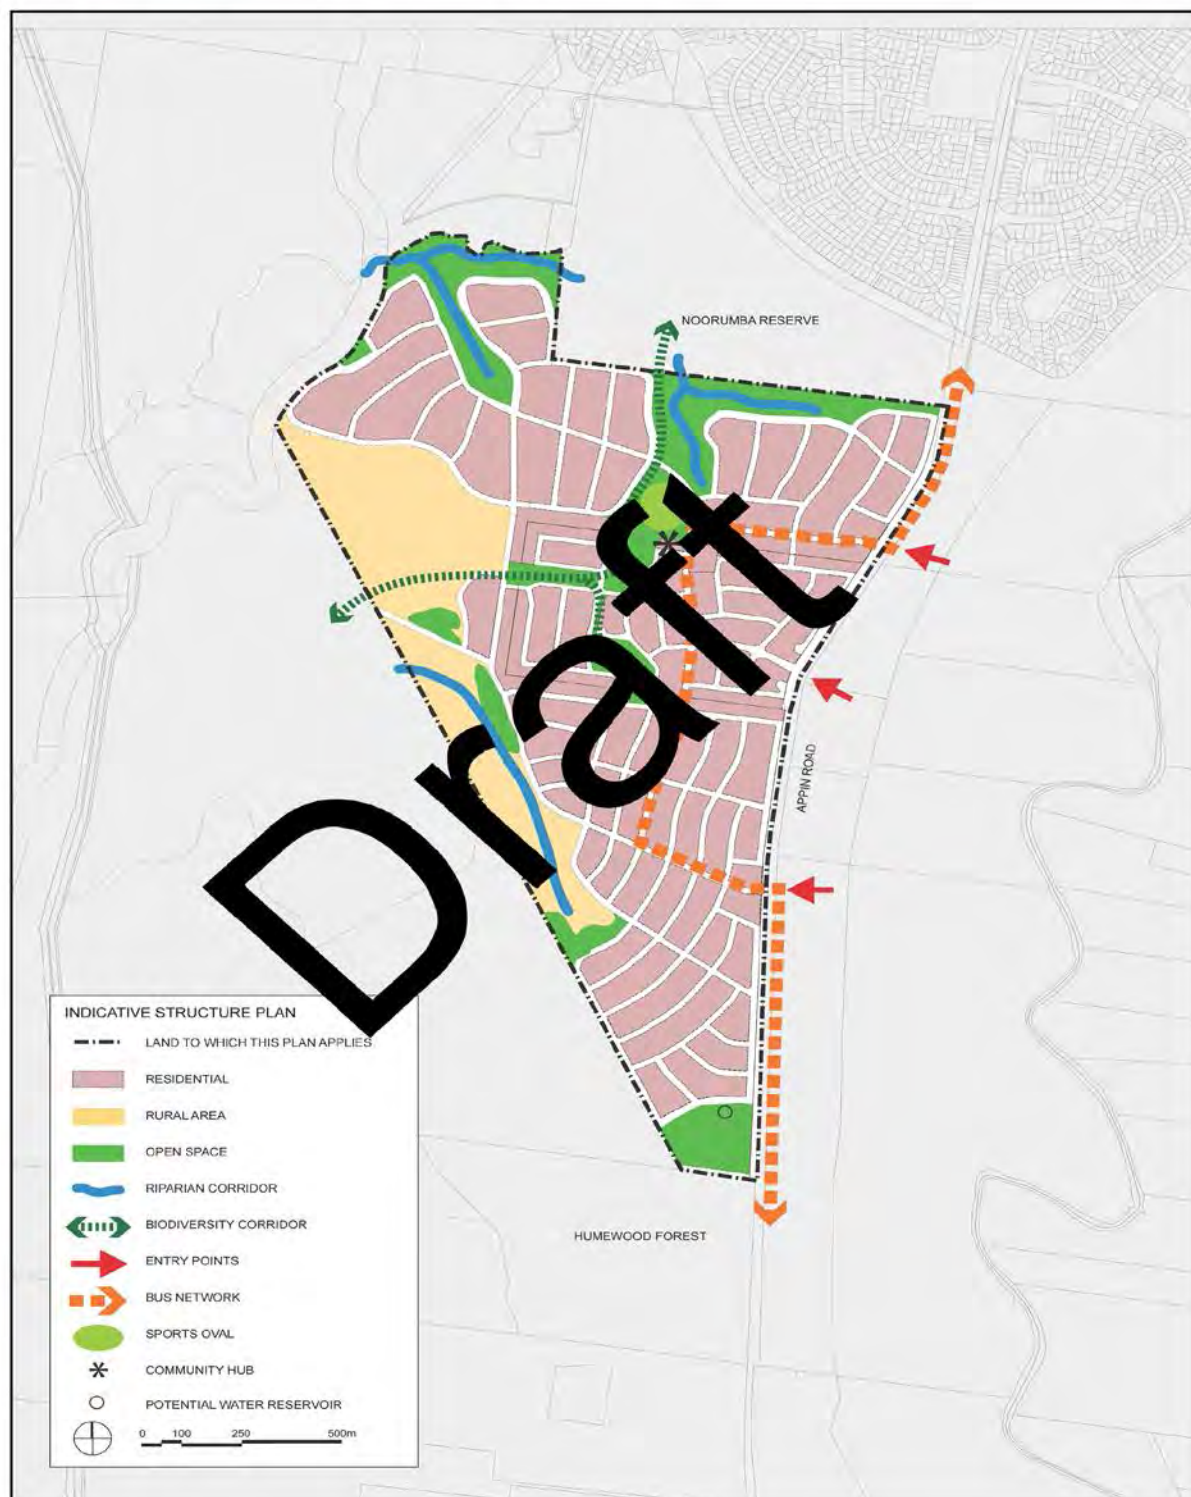 NOORUMBA RESERVE
APPIN ROAD
Draft
INDICATIVE STRUCTURE PLAN
LAND TO WHICH THIS PLAN APPLIES
RESIDENTIAL
RURAL AREA
OPEN SPACE
RIPARIAN CORRIDOR
BIODIVERSITY CORRIDOR
ENTRY POINTS
BUS NETWORK
SPORTS OVAL
COMMUNITY HUB
POTENTIAL WATER RESERVOIR
0 100 250 500m
HUMEWOOD FOREST